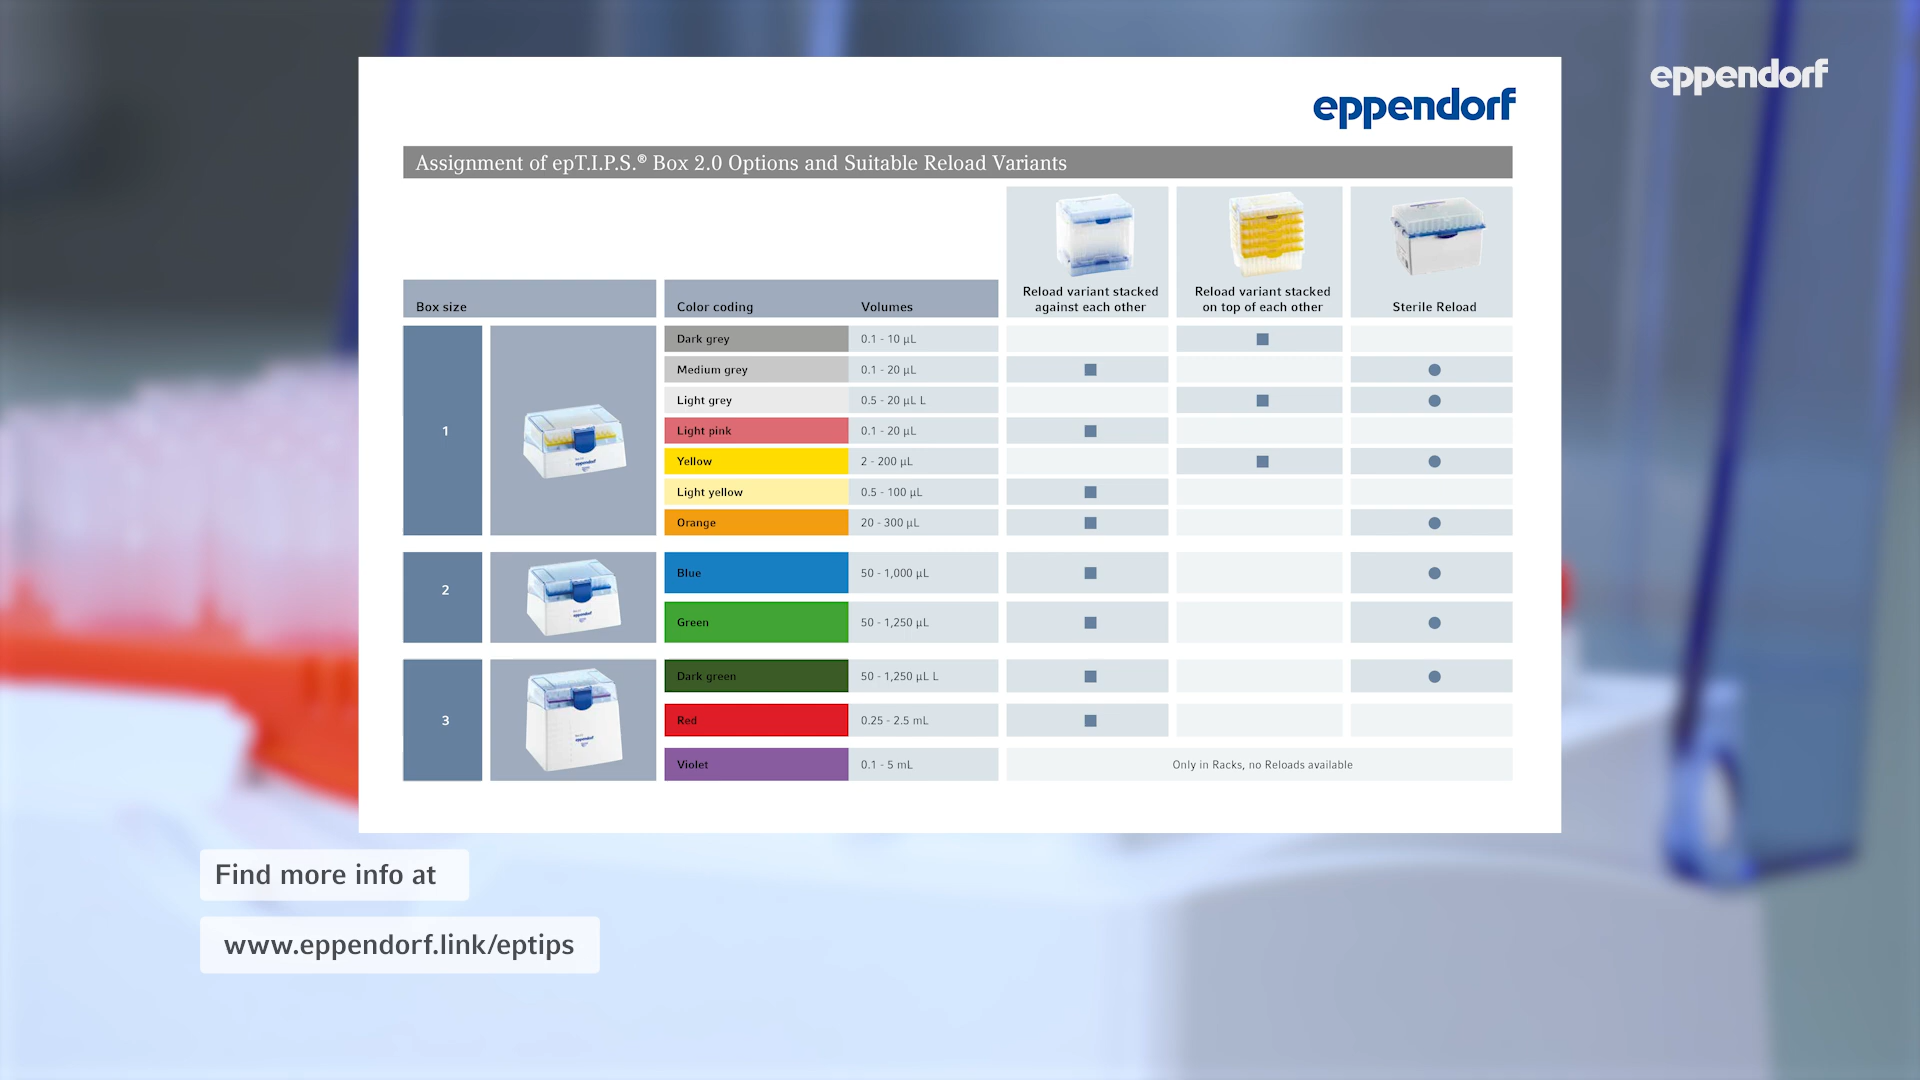 eppendorf
eppendorf
Assignment of epT.I.P.S.® Box 2.0 Options and Suitable Reload Variants
Reload variant stacked
against each other
Reload variant stacked
on top of each other
Sterile Reload
Box size
Color coding
Volumes
1
Dark grey
0.1 - 10 µL
Medium grey
0.1 - 20 µL
Light grey
0.5 - 20 µL L
Light pink
0.1 - 20 µL
Yellow
2 - 200 µL
Light yellow
0.5 - 100 µL
Orange
20 - 300 µL
eppendorf
2
Blue
50 - 1,000 µL
Green
50 - 1,250 µL
eppendorf
3
Dark green
50 - 1,250 µL L
Red
0.25 - 2.5 mL
Violet
0.1 - 5 mL
Only in Racks, no Reloads available
eppendorf
Find more info at
www.eppendorf.link/eptips